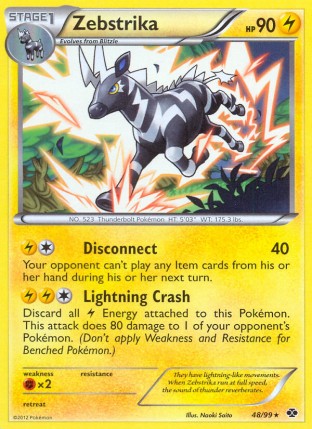 STAGE1 Zebstrika HP90
Evolves from Blitzle
NO. 523 Thunderbolt Pokémon HT: 5'03" WT: 175.3 lbs.
Disconnect 40
Your opponent can't play any Item cards from his or
her hand during his or her next turn.
Lightning Crash
Discard all Energy attached to this Pokémon.
This attack does 80 damage to 1 of your opponent's
Pokémon. (Don't apply Weakness and Resistance for
Benched Pokémon.)
weakness resistance
×2
retreat
They have lightning-like movements.
When Zebstrika run at full speed,
the sound of thunder reverberates.
©2012 Pokémon Illus. Naoki Saito 48/99